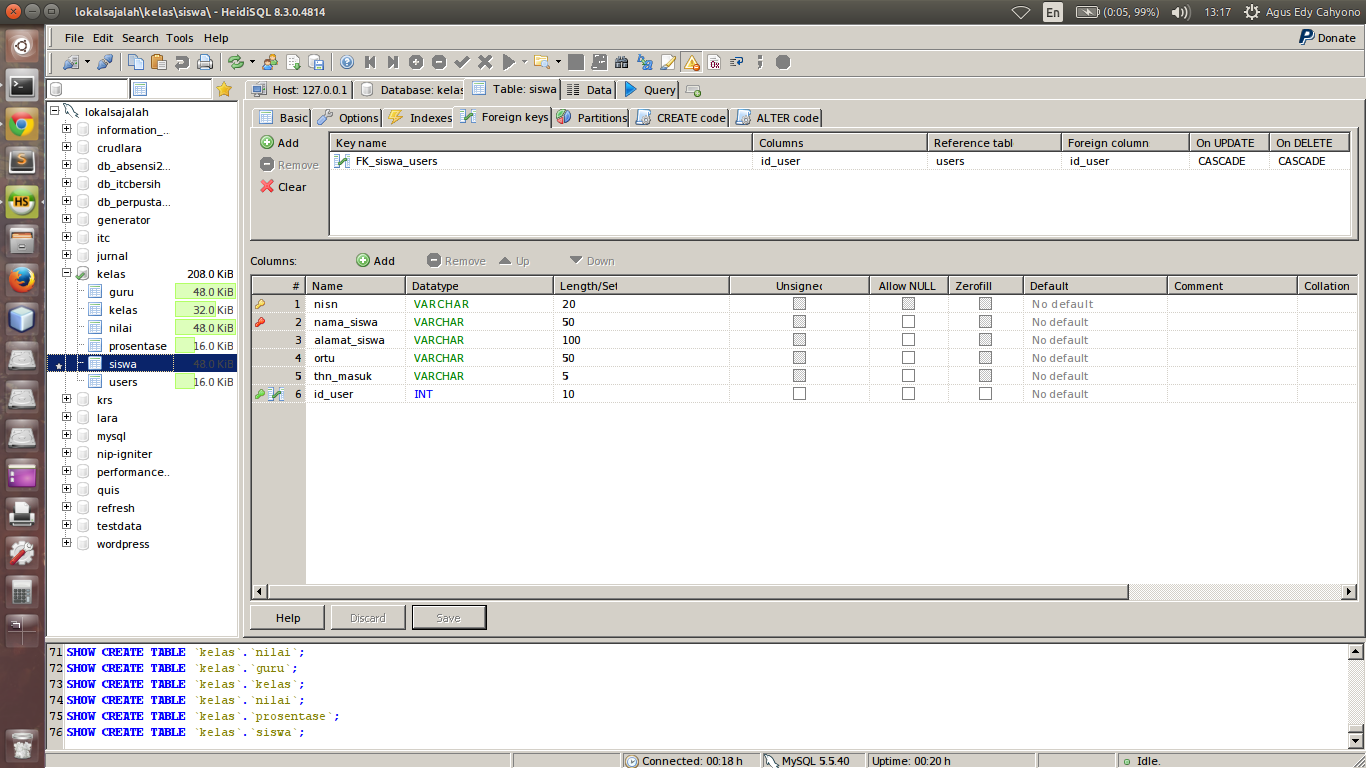 lokalsajalah\kelas\siswa\ - HeidiSQL 8.3.0.4814
En
(0:05, 99%)
13:17
Agus Edy Cahyono
File Edit Search Tools Help
Donate
Host: 127.0.0.1
Database: kelas
Table: siswa
Data
Query
lokalsajalah
information_...
crudlara
db_absensi2...
db_itcbersih
db_perpusta...
generator
itc
jurnal
kelas 208.0 KiB
guru 48.0 KiB
kelas 32.0 KiB
nilai 48.0 KiB
prosentase 16.0 KiB
siswa 48.0 KiB
users 16.0 KiB
krs
lara
mysql
nip-igniter
performance..
quis
refresh
testdata
wordpress
Basic
Options
Indexes
Foreign keys
Partitions
CREATE code
ALTER code
Add
Remove
Clear
Key name Columns Reference tabl Foreign column On UPDATE On DELETE
FK_siswa_users id_user users id_user CASCADE CASCADE
Columns: Add Remove Up Down
# Name Datatype Length/Set Unsigned Allow NULL Zerofill Default Comment Collation
1 nisn VARCHAR 20 No default
2 nama_siswa VARCHAR 50 No default
3 alamat_siswa VARCHAR 100 No default
4 ortu VARCHAR 50 No default
5 thn_masuk VARCHAR 5 No default
6 id_user INT 10 No default
Help Discard Save
71 SHOW CREATE TABLE `kelas`.`nilai`;
72 SHOW CREATE TABLE `kelas`.`guru`;
73 SHOW CREATE TABLE `kelas`.`kelas`;
74 SHOW CREATE TABLE `kelas`.`nilai`;
75 SHOW CREATE TABLE `kelas`.`prosentase`;
76 SHOW CREATE TABLE `kelas`.`siswa`;
Connected: 00:18 h
MySQL 5.5.40
Uptime: 00:20 h
Idle.